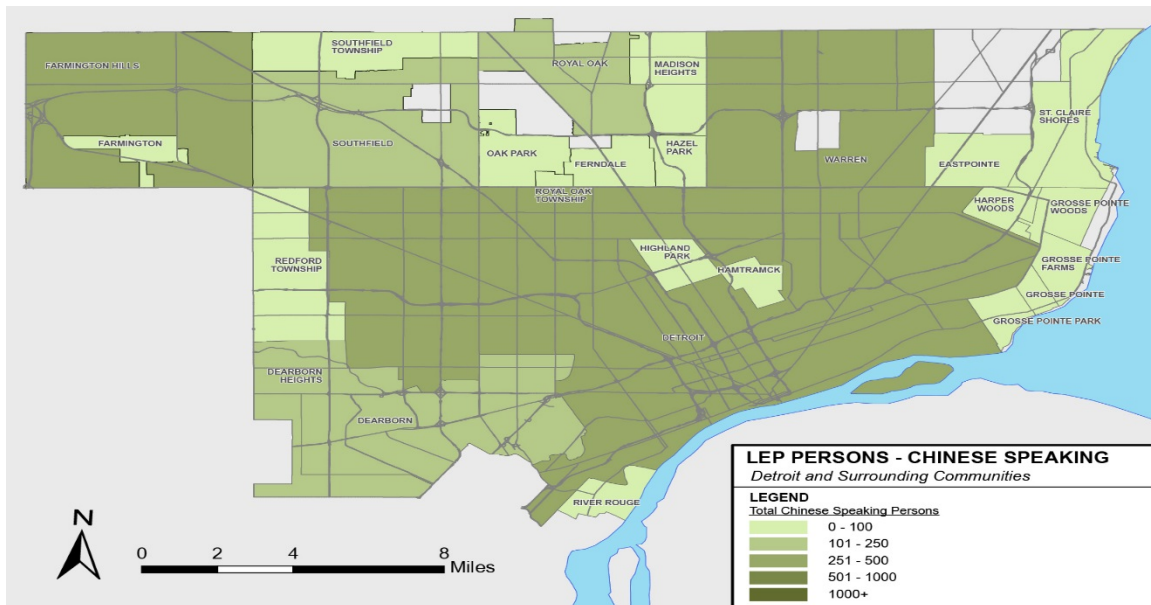 SOUTHFIELD
TOWNSHIP
ROYAL OAK
FARMINGTON HILLS
MADISON
HEIGHTS
ST. CLAIRE
SHORES
FARMINGTON
SOUTHFIELD
OAK PARK
FERNDALE
HAZEL
PARK
WARREN
EASTPOINTE
ROYAL OAK
TOWNSHIP
HARPER
WOODS
GROSSE POINTE
WOODS
REDFORD
TOWNSHIP
HIGHLAND
PARK
HAMTRAMCK
GROSSE POINTE
FARMS
GROSSE POINTE
GROSSE POINTE PARK
DETROIT
DEARBORN
HEIGHTS
DEARBORN
RIVER ROUGE
N
0 2 4 8
Miles
LEP PERSONS - CHINESE SPEAKING
Detroit and Surrounding Communities
LEGEND
Total Chinese Speaking Persons
0 - 100
101 - 250
251 - 500
501 - 1000
1000+